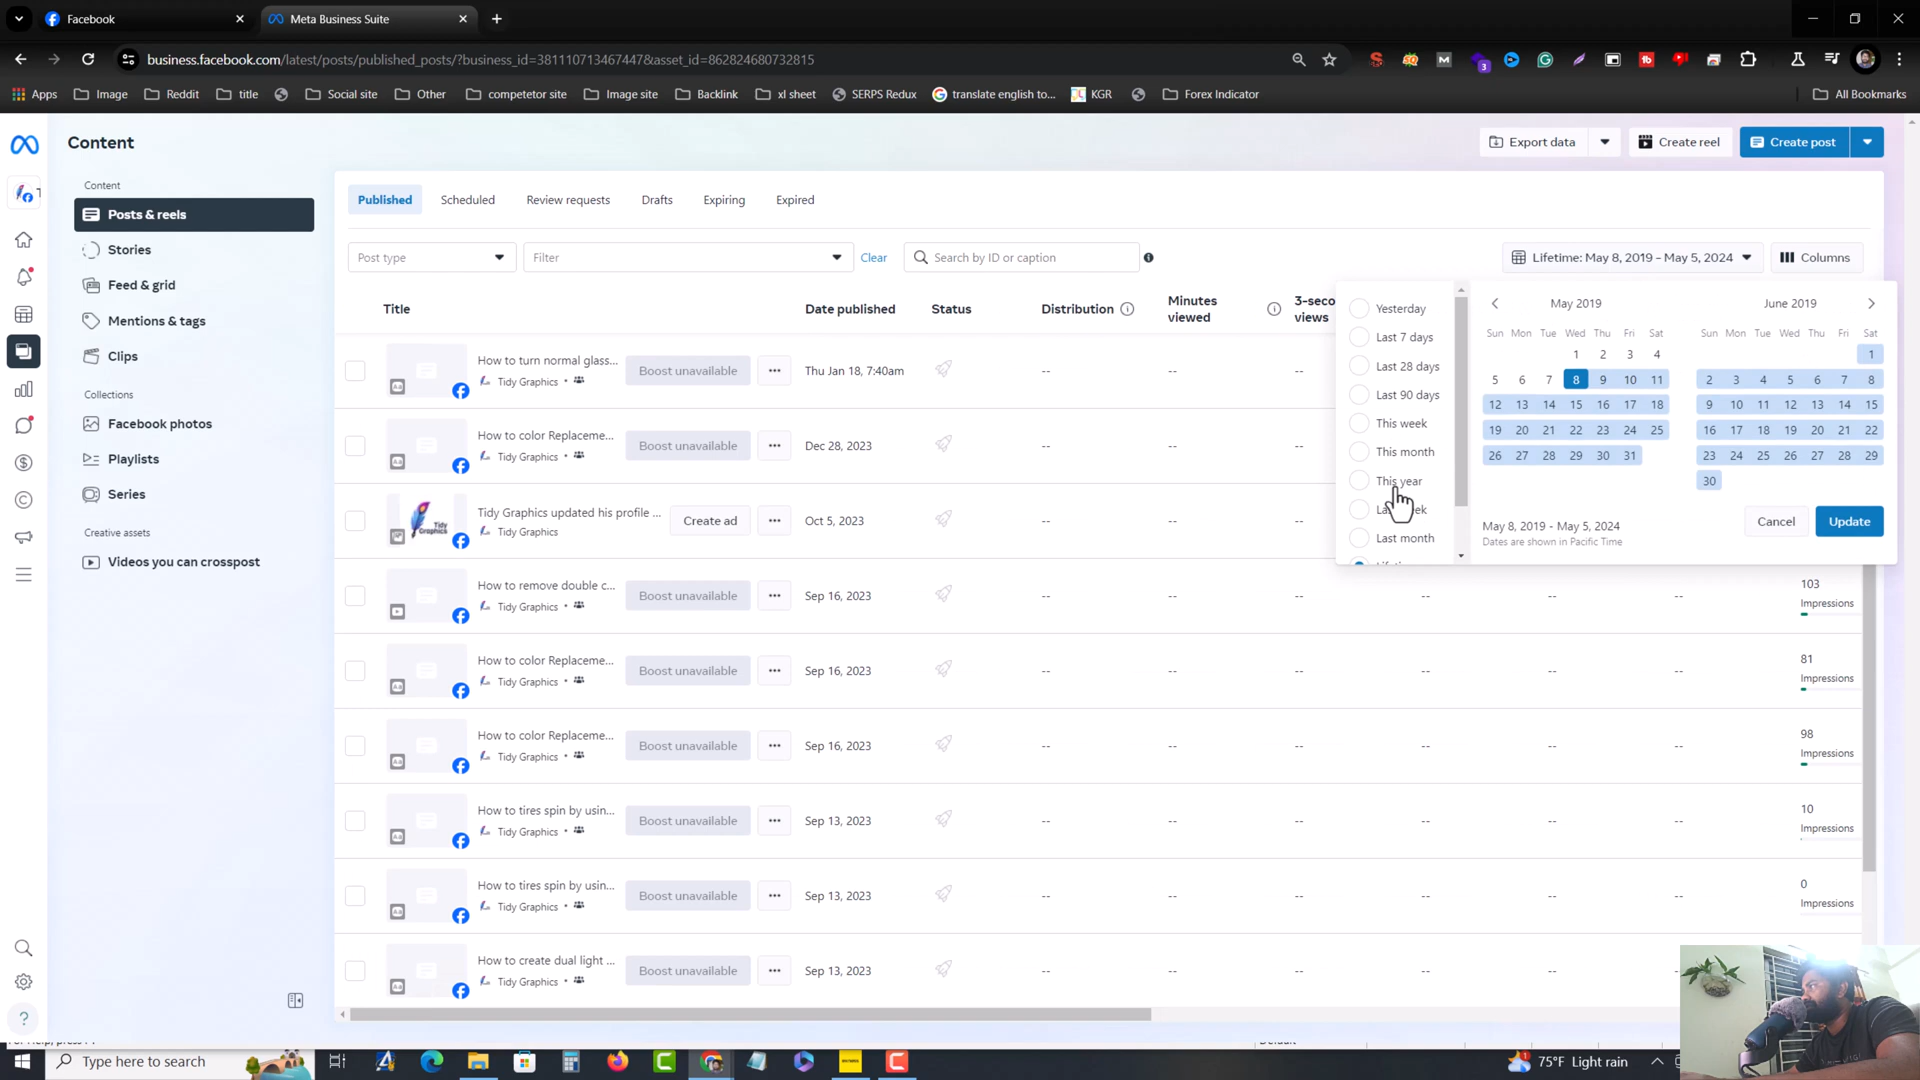 Facebook
Meta Business Suite
business.facebook.com/latest/posts/published_posts/?business_id=381110713467447&asset_id=862824680732815
3
Apps
Image
Reddit
title
Social site
Other
competetor site
Image site
Backlink
xl sheet
SERPS Redux
translate english to...
KGR
Forex Indicator
All Bookmarks
Content
Export data
Create reel
Create post
Content
Posts & reels
Stories
Feed & grid
Mentions & tags
Clips
Collections
Facebook photos
Playlists
Series
Creative assets
Videos you can crosspost
Published
Scheduled
Review requests
Drafts
Expiring
Expired
Post type
Filter
Clear
Search by ID or caption
Lifetime: May 8, 2019 – May 5, 2024
Columns
Title
Date published
Status
Distribution
Minutes viewed
3-seco
views
Yesterday
Last 7 days
Last 28 days
Last 90 days
This week
This month
This year
Last month
May 2019
Sun Mon Tue Wed Thu Fri Sat
1 2 3 4
5 6 7 8 9 10 11
12 13 14 15 16 17 18
19 20 21 22 23 24 25
26 27 28 29 30 31
June 2019
Sun Mon Tue Wed Thu Fri Sat
1
2 3 4 5 6 7 8
9 10 11 12 13 14 15
16 17 18 19 20 21 22
23 24 25 26 27 28 29
30
May 8, 2019 - May 5, 2024
Dates are shown in Pacific Time
Cancel
Update
How to turn normal glass...
Tidy Graphics
Boost unavailable
Thu Jan 18, 7:40am
--
--
--
How to color Replaceme...
Tidy Graphics
Boost unavailable
Dec 28, 2023
--
--
--
Tidy Graphics updated his profile ...
Tidy Graphics
Create ad
Oct 5, 2023
--
--
--
How to remove double c...
Tidy Graphics
Boost unavailable
Sep 16, 2023
--
--
--
--
--
--
103
Impressions
How to color Replaceme...
Tidy Graphics
Boost unavailable
Sep 16, 2023
--
--
--
--
--
--
81
Impressions
How to color Replaceme...
Tidy Graphics
Boost unavailable
Sep 16, 2023
--
--
--
--
--
--
98
Impressions
How to tires spin by usin...
Tidy Graphics
Boost unavailable
Sep 13, 2023
--
--
--
--
--
--
10
Impressions
How to tires spin by usin...
Tidy Graphics
Boost unavailable
Sep 13, 2023
--
--
--
--
--
--
0
Impressions
How to create dual light ...
Tidy Graphics
Boost unavailable
Sep 13, 2023
--
--
--
--
--
Type here to search
75°F Light rain